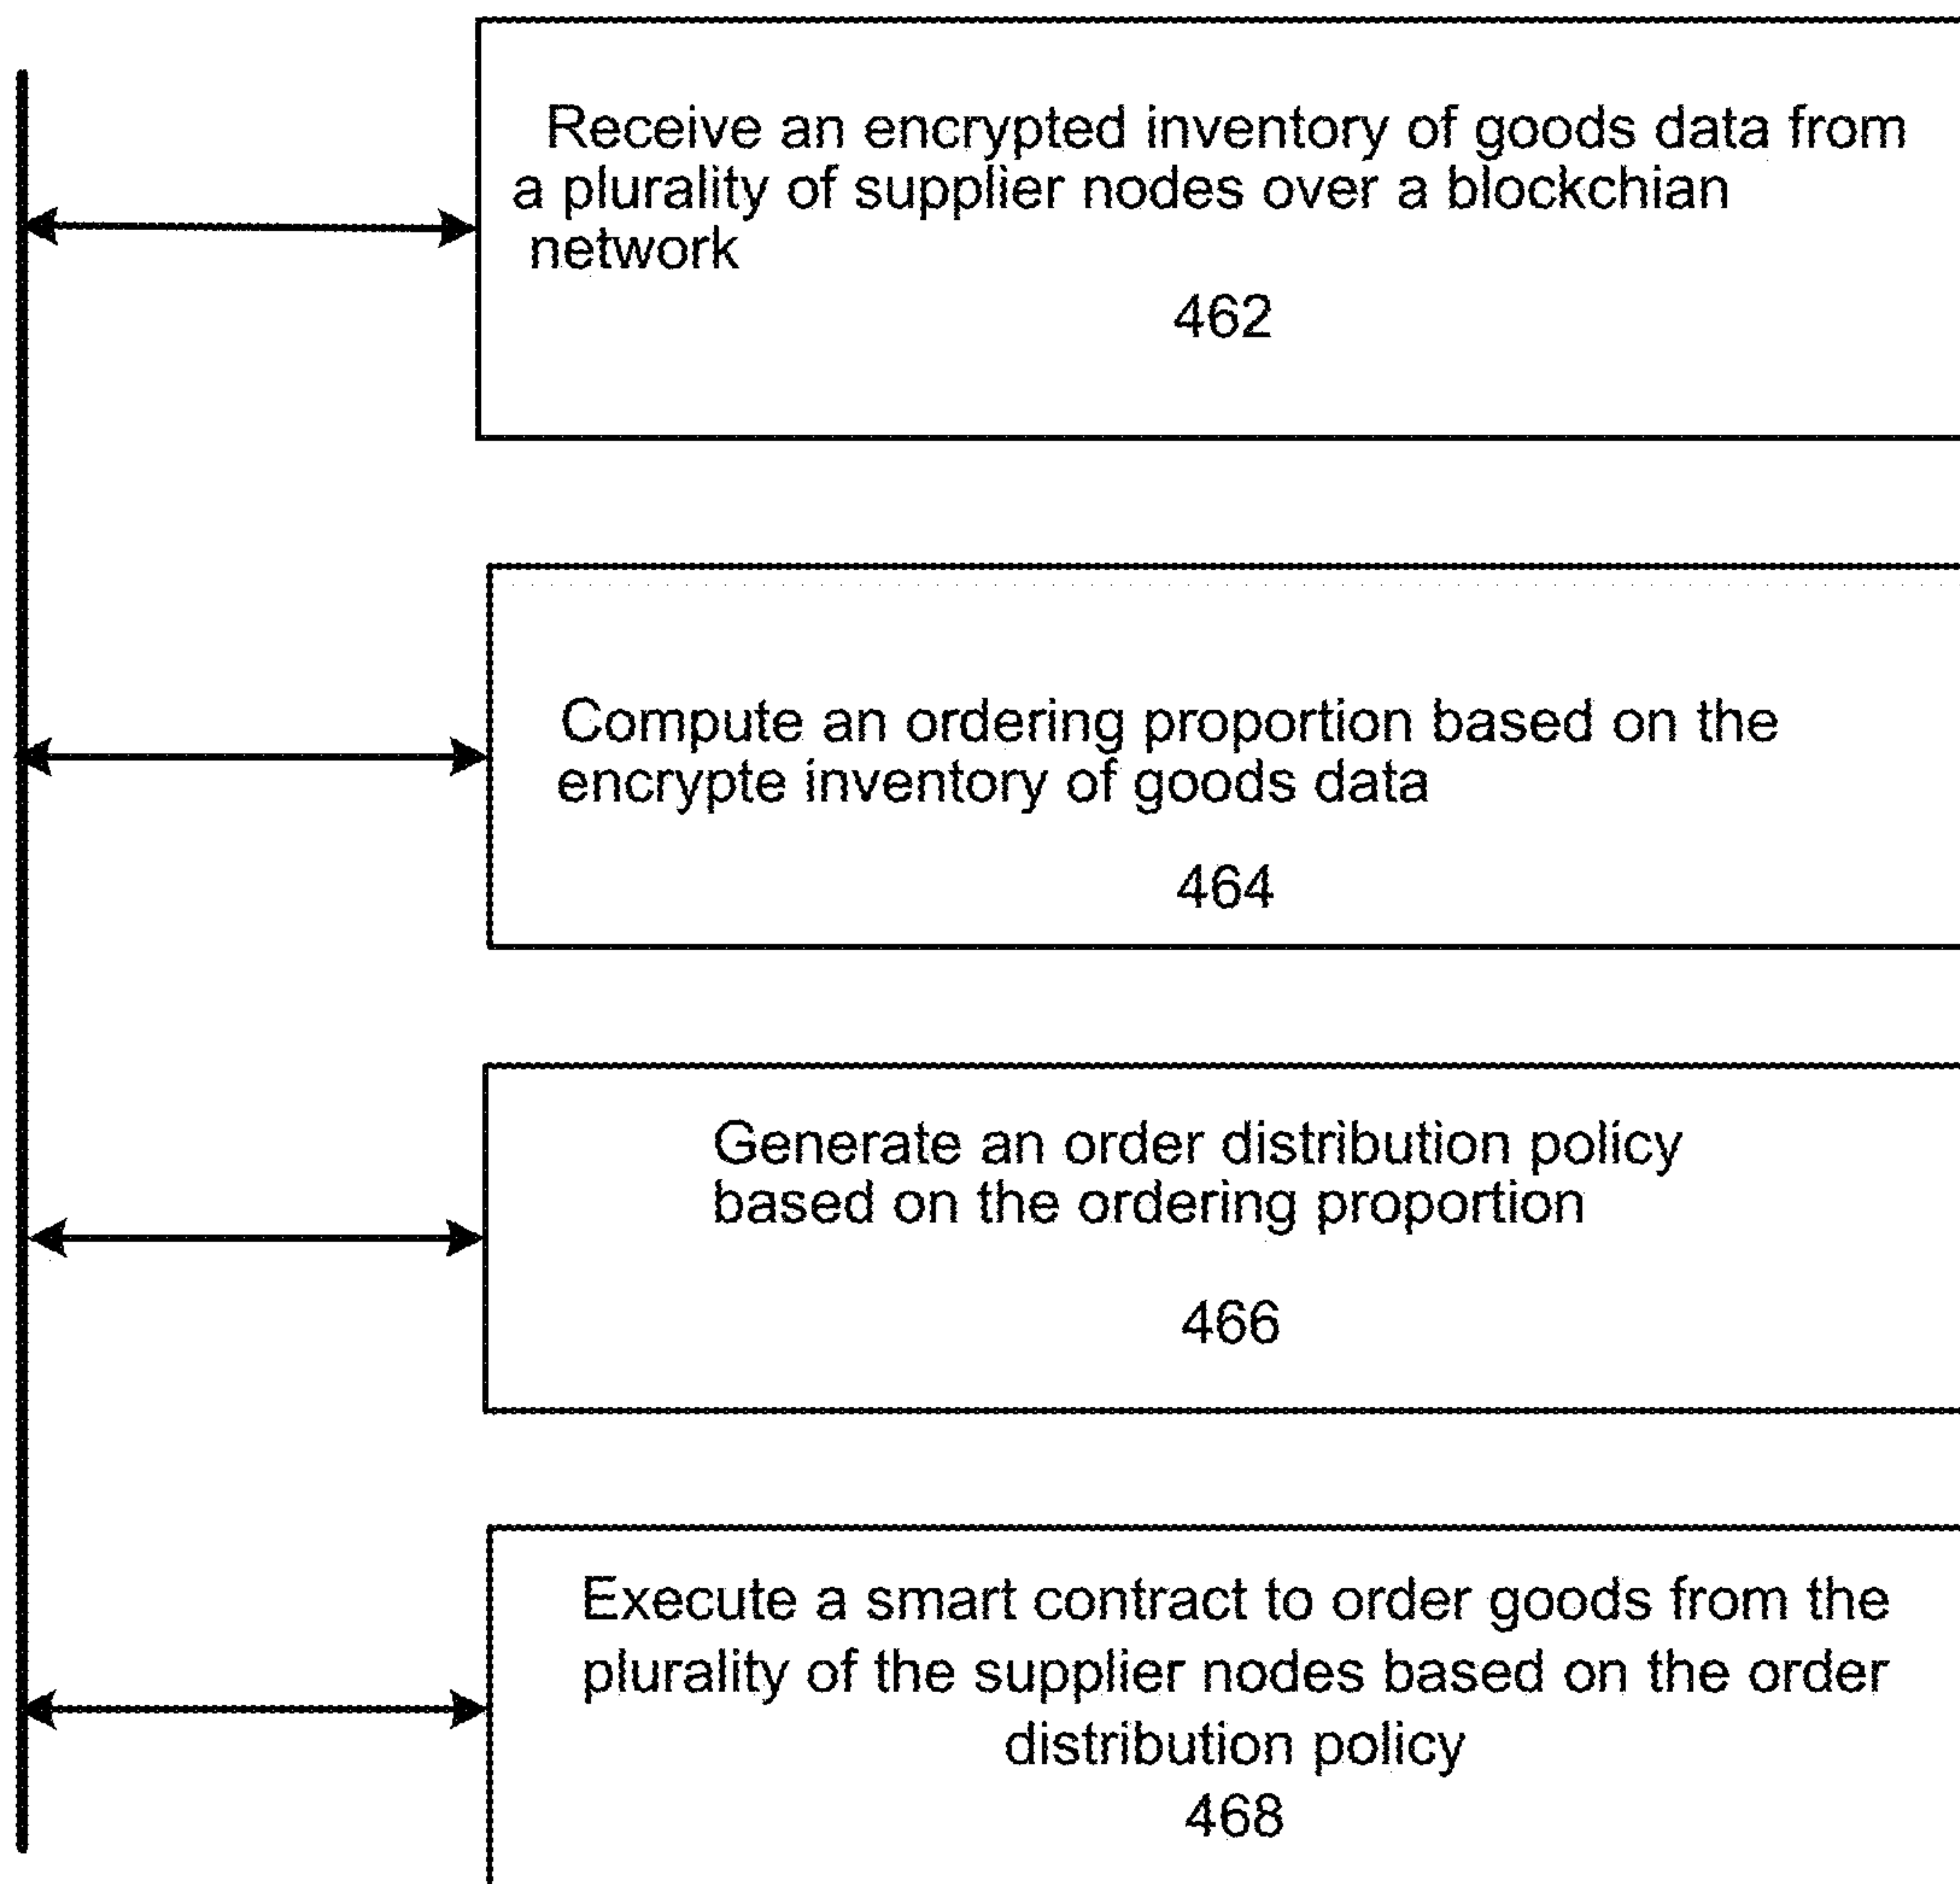 Receive an encrypted inventory of goods data from
a plurality of supplier nodes over a blockchian
network
462
Compute an ordering proportion based on the
encrypte inventory of goods data
464
Generate an order distribution policy
based on the ordering proportion
466
Execute a smart contract to order goods from the
plurality of the supplier nodes based on the order
distribution policy
468